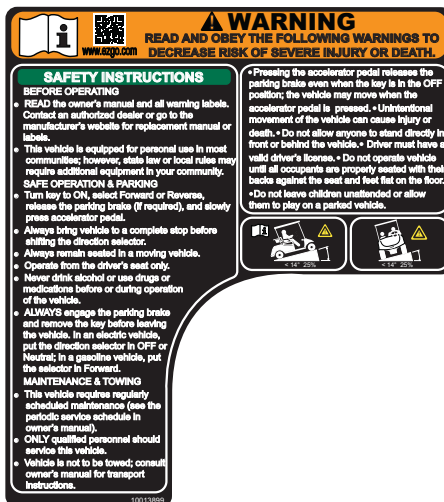 WARNING
READ AND OBEY THE FOLLOWING WARNINGS TO
DECREASE RISK OF SEVERE INJURY OR DEATH.
www.ezgo.com
SAFETY INSTRUCTIONS
BEFORE OPERATING
• READ the owner's manual and all warning labels.
Contact an authorized dealer or go to the
manufacturer's website for replacement manual or
labels.
• This vehicle is equipped for personal use in most
communities; however, state law or local rules may
require additional equipment in your community.
SAFE OPERATION & PARKING
• Turn key to ON, select Forward or Reverse,
release the parking brake (if required), and slowly
press accelerator pedal.
• Always bring vehicle to a complete stop before
shifting the direction selector.
• Always remain seated in a moving vehicle.
• Operate from the driver's seat only.
• Never drink alcohol or use drugs or
medications before or during operation
of the vehicle.
• ALWAYS engage the parking brake
and remove the key before leaving
the vehicle. In an electric vehicle,
put the direction selector in OFF or
Neutral; in a gasoline vehicle, put
the selector in Forward.
MAINTENANCE & TOWING
• This vehicle requires regularly
scheduled maintenance (see the
periodic service schedule in
owner's manual).
• ONLY qualified personnel should
service this vehicle.
• Vehicle is not to be towed; consult
owner's manual for transport
instructions.
10013899
• Pressing the accelerator pedal releases the
parking brake even when the key is in the OFF
position; the vehicle may move when the
accelerator pedal is pressed. • Unintentional
movement of the vehicle can cause injury or
death. • Do not allow anyone to stand directly in
front or behind the vehicle. • Driver must have a
valid driver's license. • Do not operate vehicle
until all occupants are properly seated with their
backs against the seat and feet flat on the floor.
• Do not leave children unattended or allow
them to play on a parked vehicle.
< 14° 25%
< 14° 25%